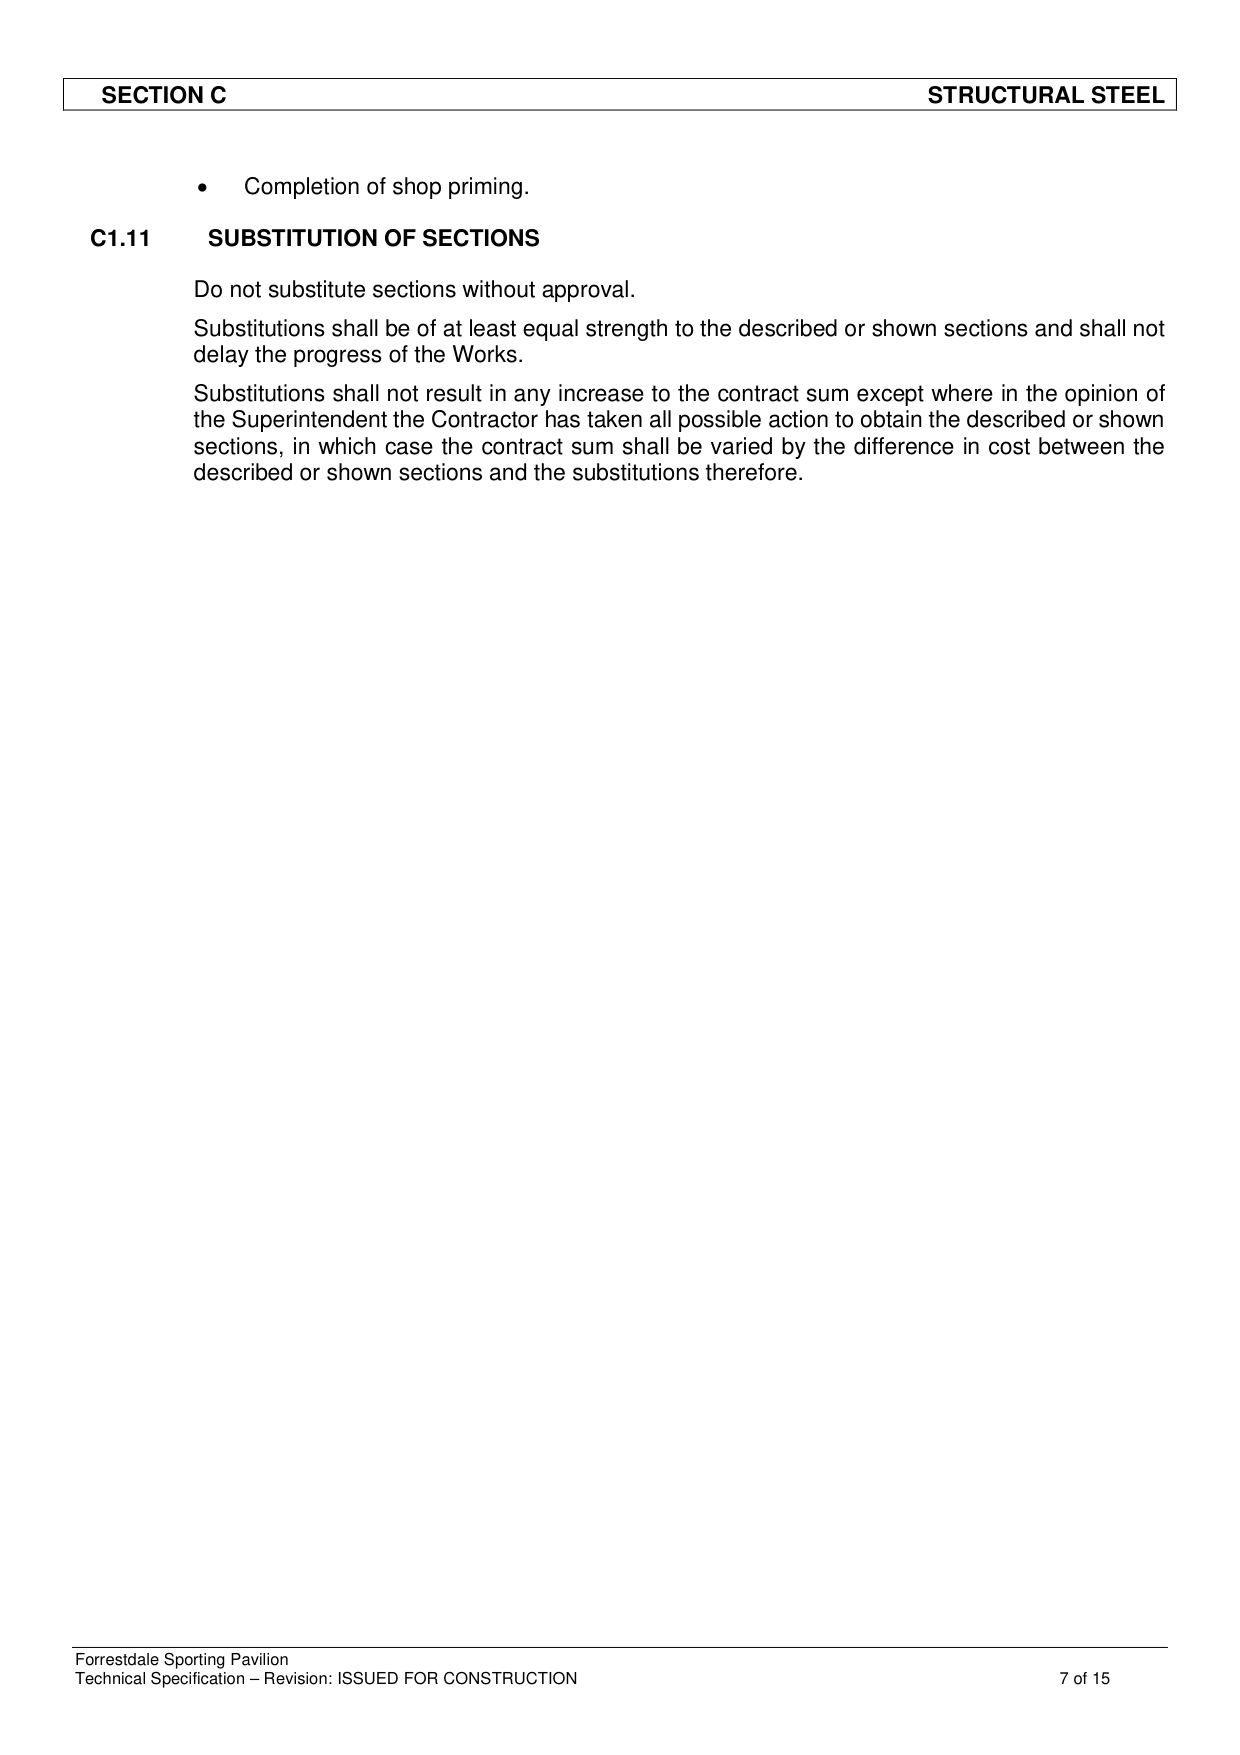 SECTION C STRUCTURAL STEEL
• Completion of shop priming.
C1.11 SUBSTITUTION OF SECTIONS
Do not substitute sections without approval.
Substitutions shall be of at least equal strength to the described or shown sections and shall not
delay the progress of the Works.
Substitutions shall not result in any increase to the contract sum except where in the opinion of
the Superintendent the Contractor has taken all possible action to obtain the described or shown
sections, in which case the contract sum shall be varied by the difference in cost between the
described or shown sections and the substitutions therefore.
Forrestdale Sporting Pavilion
Technical Specification – Revision: ISSUED FOR CONSTRUCTION 7 of 15